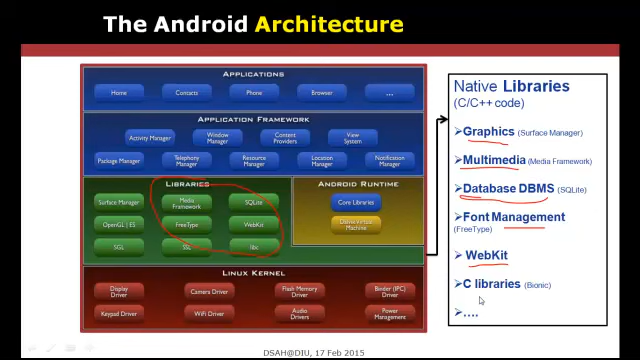 The Android Architecture
APPLICATIONS
Home Contacts Phone Browser ...
APPLICATION FRAMEWORK
Activity Manager Window Manager Content Providers View System
Package Manager Telephony Manager Resource Manager Location Manager Notification Manager
LIBRARIES
Surface Manager Media Framework SQLite
OpenGL | ES FreeType WebKit
SGL SSL libs
ANDROID RUNTIME
Core Libraries
Dalvik Virtual Machine
LINUX KERNEL
Display Driver Camera Driver Flash Memory Driver Binder (IPC) Driver
Keypad Driver WiFi Driver Audio Drivers Power Management
Native Libraries
(C/C++ code)
➢Graphics (Surface Manager)
➢Multimedia (Media Framework)
➢Database DBMS (SQLite)
➢Font Management
(FreeType)
➢WebKit
➢C libraries (Bionic)
➢....
DSAH@DIU, 17 Feb 2015